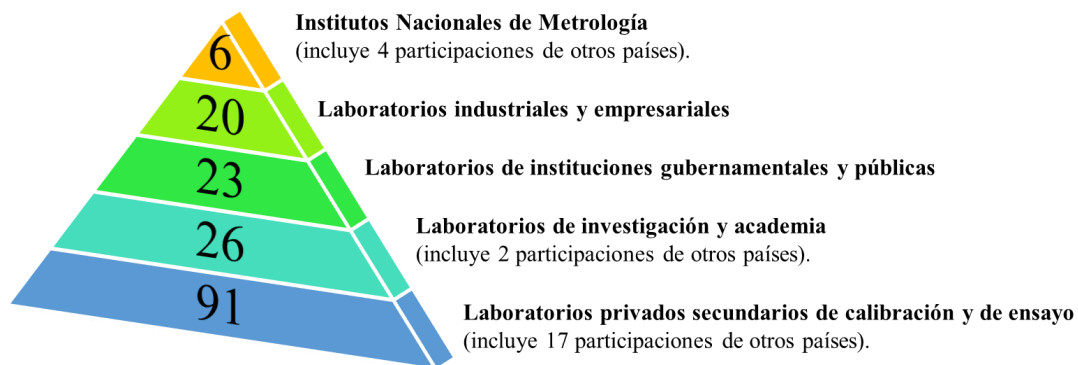 6
Institutos Nacionales de Metrología
(incluye 4 participaciones de otros países).
20
Laboratorios industriales y empresariales
23
Laboratorios de instituciones gubernamentales y públicas
26
Laboratorios de investigación y academia
(incluye 2 participaciones de otros países).
91
Laboratorios privados secundarios de calibración y de ensayo
(incluye 17 participaciones de otros países).